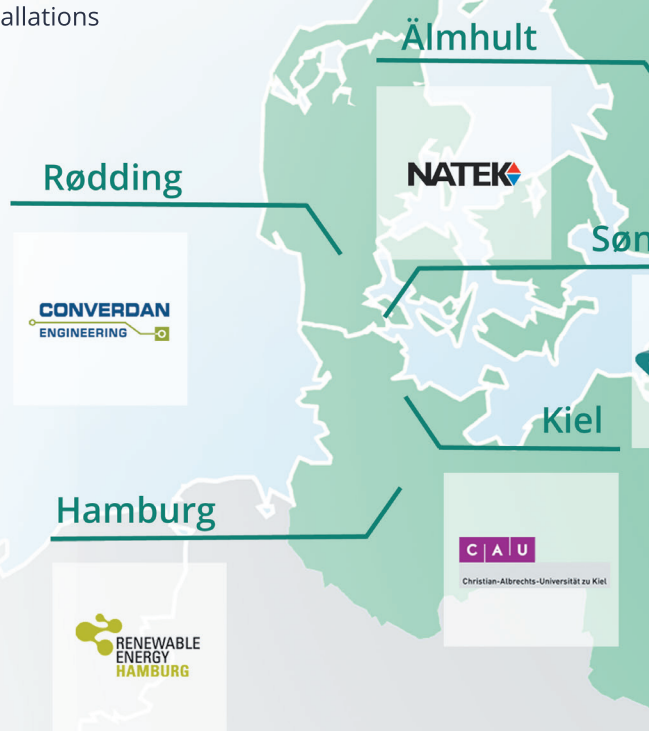 allations
Älmhult
NATEK
Rødding
Søn
CONVERDAN
ENGINEERING
Kiel
Hamburg
C|A|U
Christian-Albrechts-Universität zu Kiel
RENEWABLE
ENERGY
HAMBURG